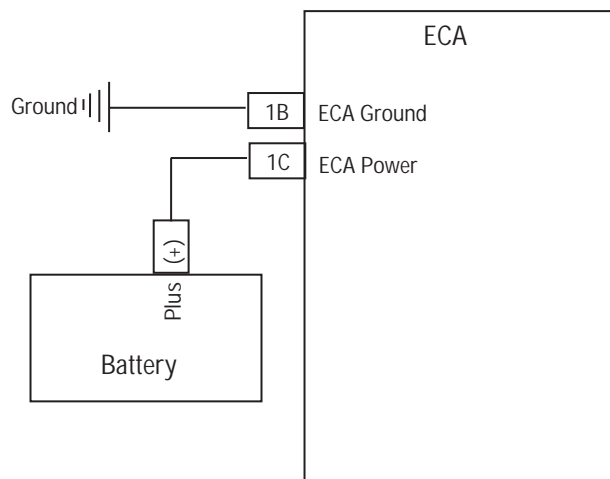 ECA
Ground
1B
ECA Ground
1C
ECA Power
(+)
Plus
Battery